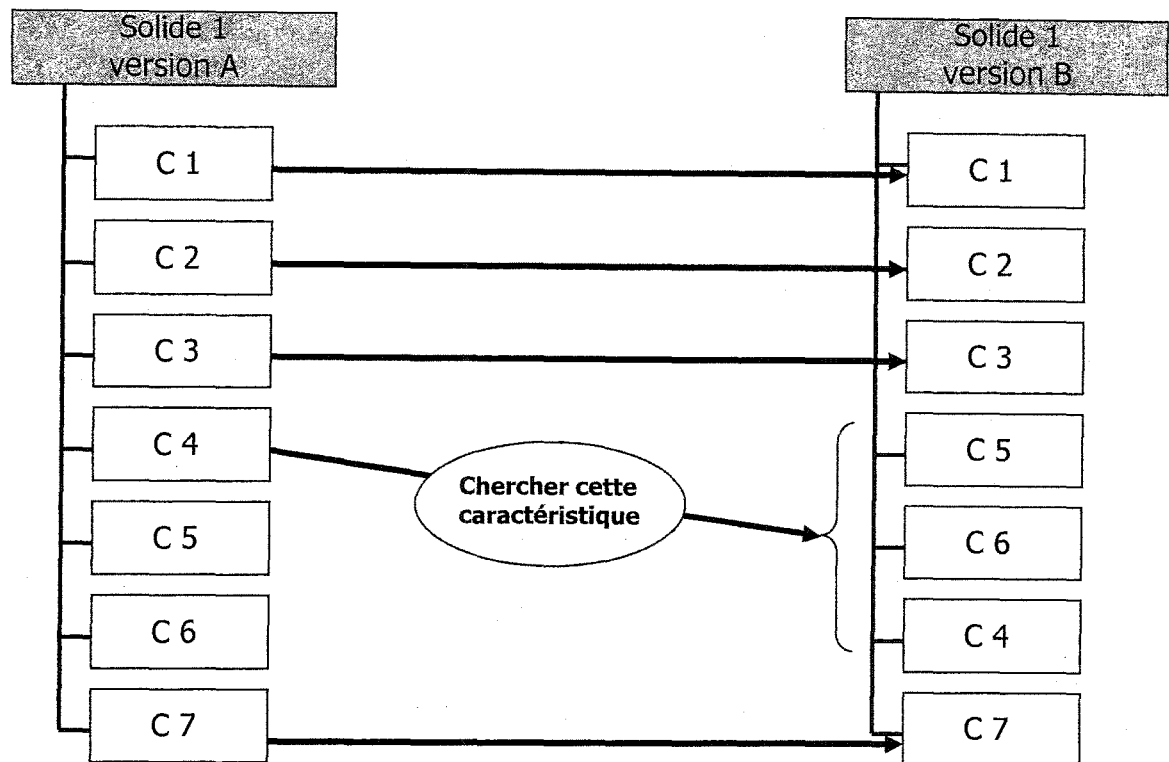 Solide 1
version A
Solide 1
version B
C 1
C 1
C 2
C 2
C 3
C 3
C 4
C 5
Chercher cette
caractéristique
C 5
C 6
C 6
C 4
C 7
C 7